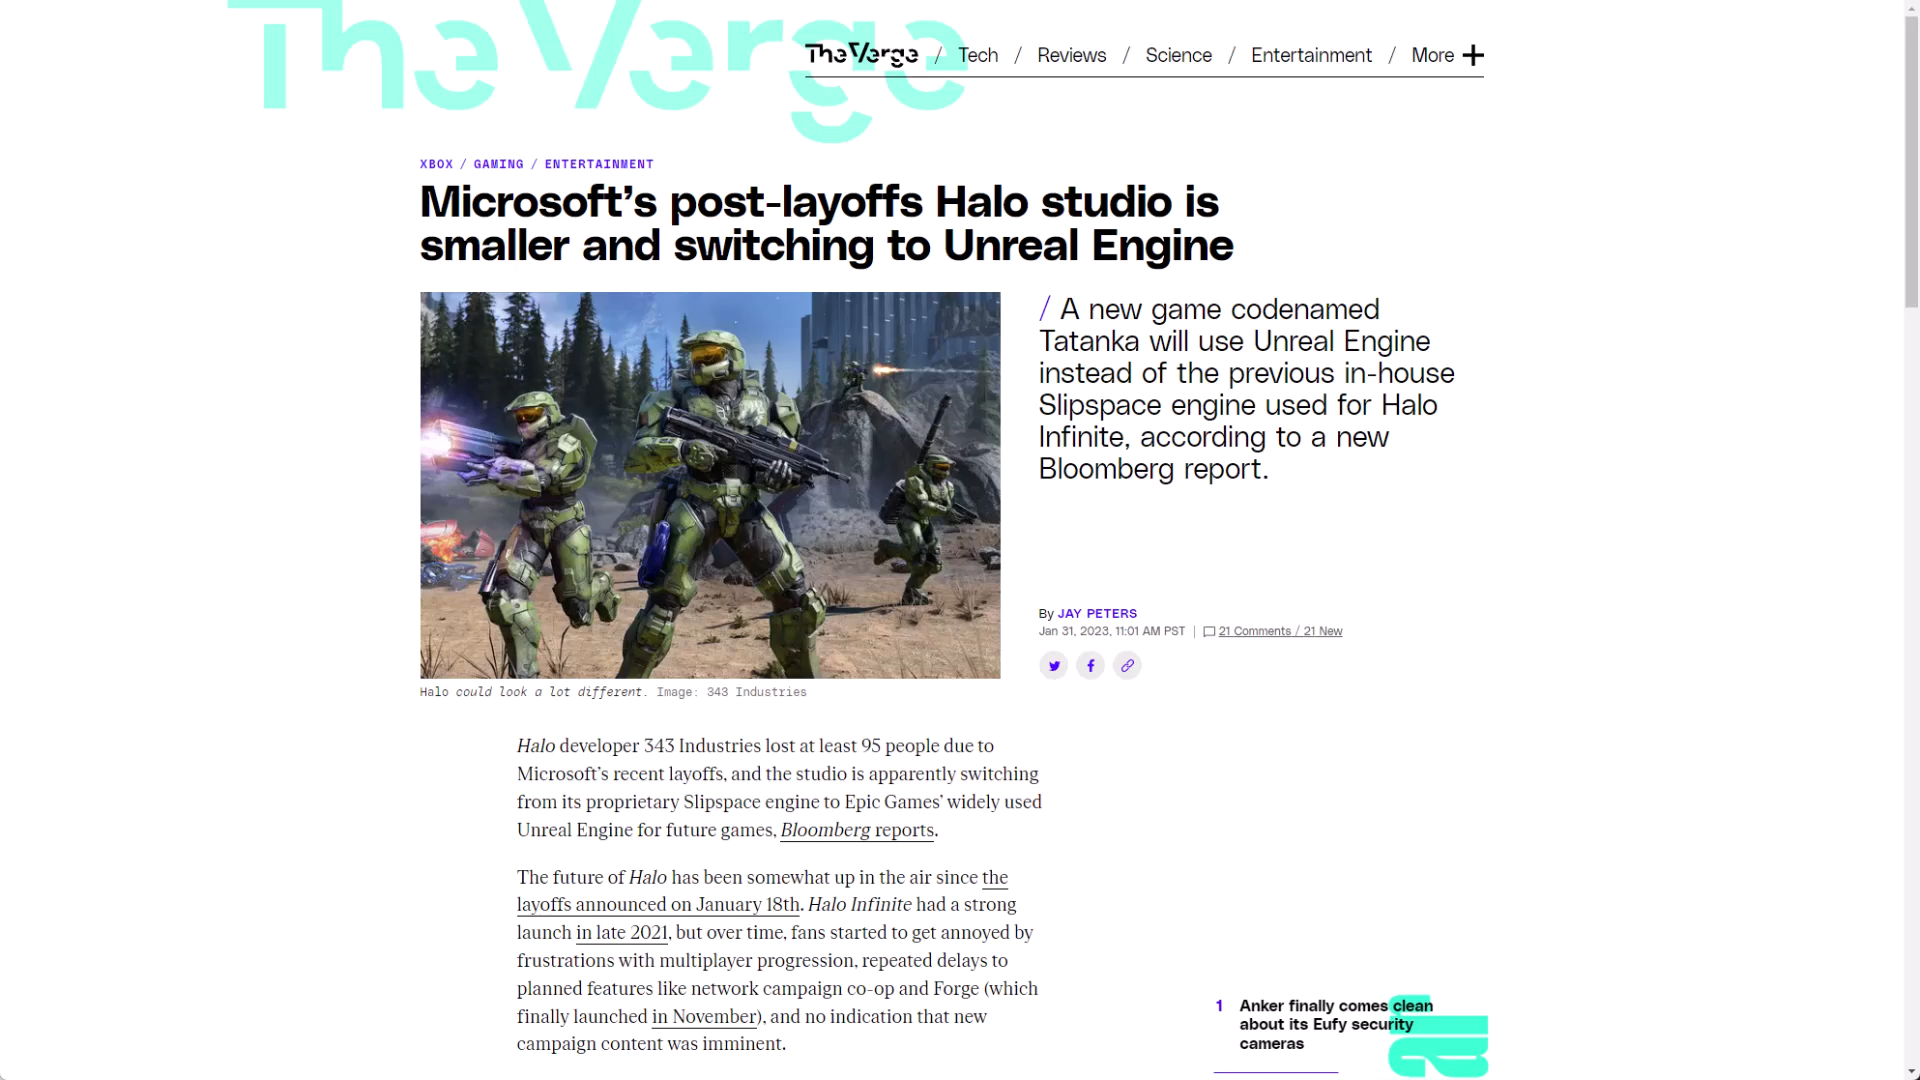 The Verge
The Verge / Tech / Reviews / Science / Entertainment / More
XBOX / GAMING / ENTERTAINMENT
Microsoft’s post-layoffs Halo studio is
smaller and switching to Unreal Engine
/ A new game codenamed
Tatanka will use Unreal Engine
instead of the previous in-house
Slipspace engine used for Halo
Infinite, according to a new
Bloomberg report.
By JAY PETERS
Jan 31, 2023, 11:01 AM PST | 21 Comments / 21 New
Halo could look a lot different. Image: 343 Industries
Halo developer 343 Industries lost at least 95 people due to
Microsoft’s recent layoffs, and the studio is apparently switching
from its proprietary Slipspace engine to Epic Games’ widely used
Unreal Engine for future games, Bloomberg reports.
The future of Halo has been somewhat up in the air since the
layoffs announced on January 18th. Halo Infinite had a strong
launch in late 2021, but over time, fans started to get annoyed by
frustrations with multiplayer progression, repeated delays to
planned features like network campaign co-op and Forge (which
finally launched in November), and no indication that new
campaign content was imminent.
1 Anker finally comes clean
about its Eufy security
cameras